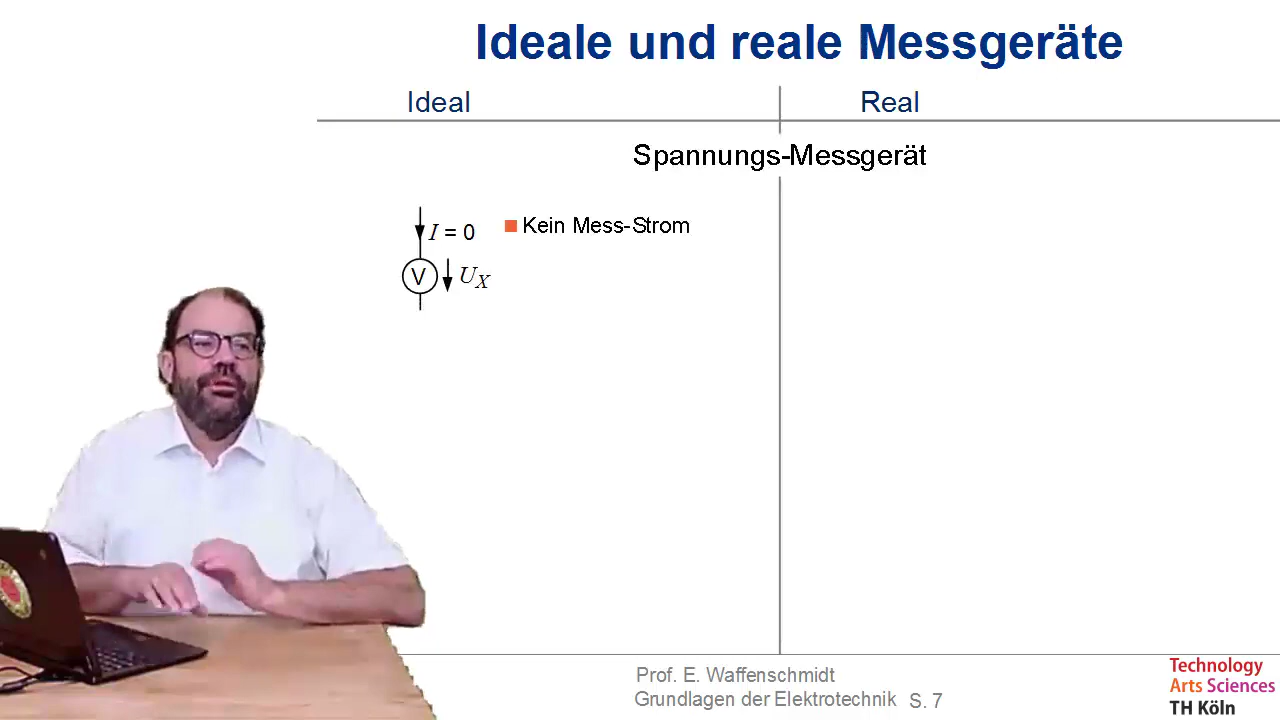 Ideale und reale Messgeräte
Ideal
Real
Spannungs-Messgerät
I = 0
Kein Mess-Strom
V
U_X
Prof. E. Waffenschmidt
Grundlagen der Elektrotechnik S. 7
Technology
Arts Sciences
TH Köln